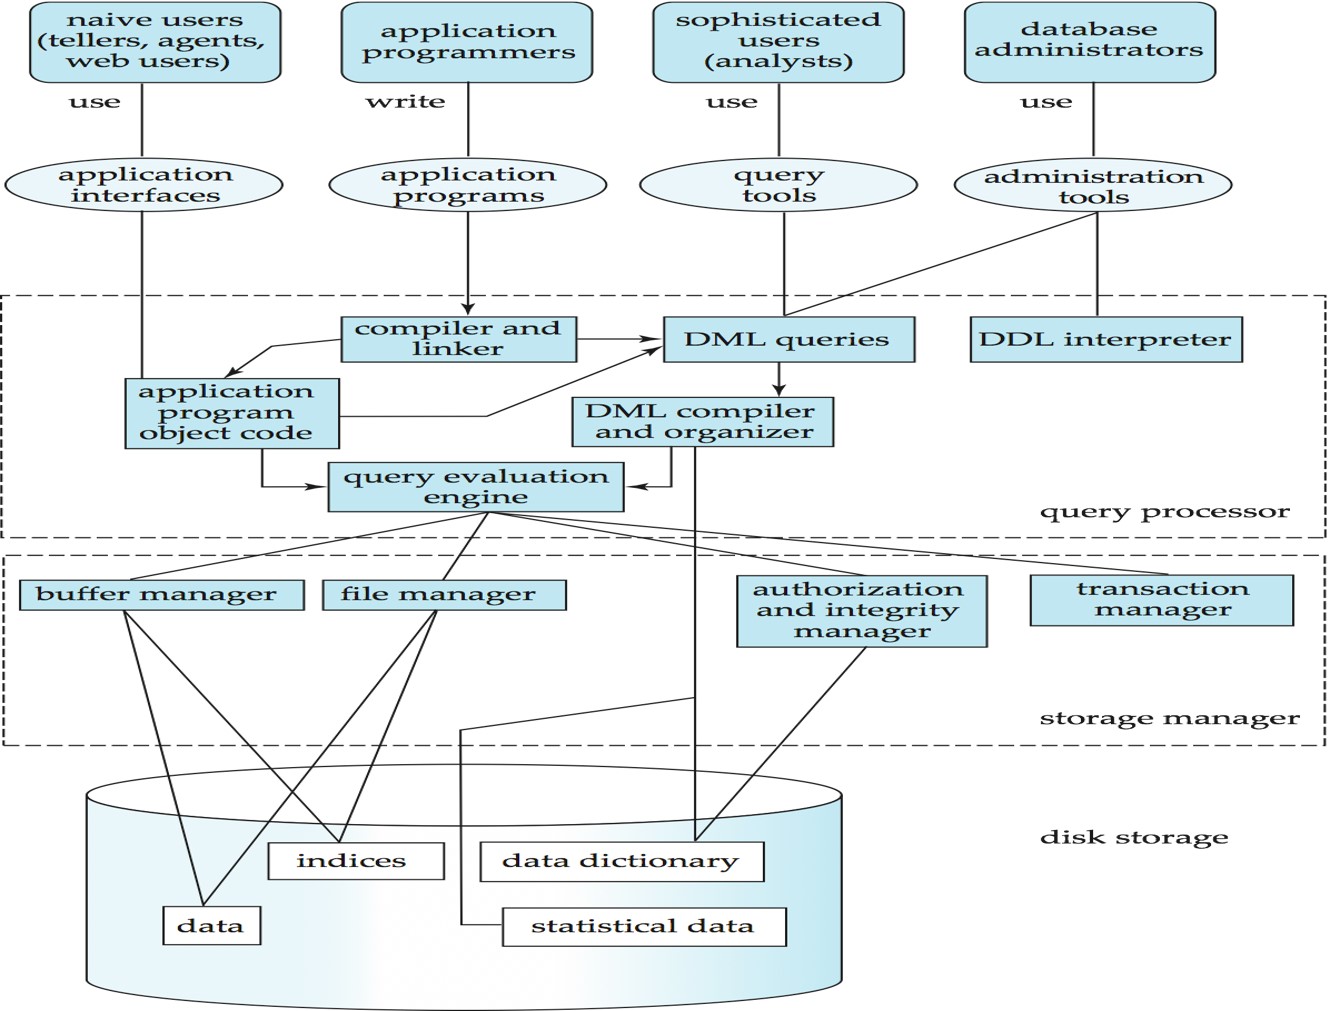 naive users
(tellers, agents,
web users)
application
programmers
sophisticated
users
(analysts)
database
administrators
use
write
use
use
application
interfaces
application
programs
query
tools
administration
tools
compiler and
linker
DML queries
DDL interpreter
application
program
object code
DML compiler
and organizer
query evaluation
engine
query processor
buffer manager
file manager
authorization
and integrity
manager
transaction
manager
storage manager
disk storage
indices
data dictionary
data
statistical data